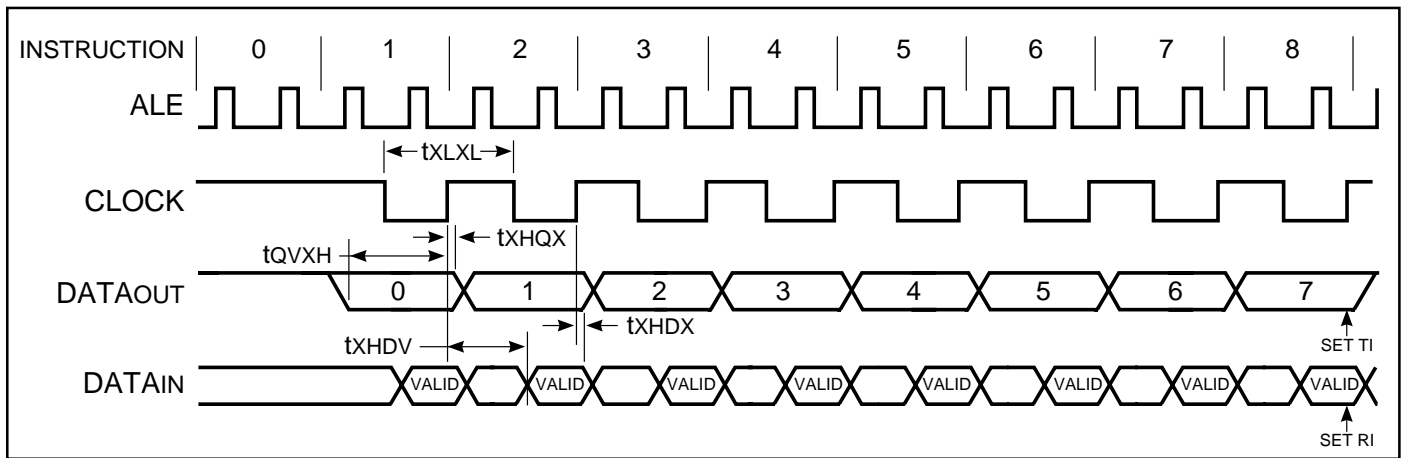 INSTRUCTION 0 1 2 3 4 5 6 7 8
ALE
tXLXL
CLOCK
tXHQX
tQVXH
DATAOUT 0 1 2 3 4 5 6 7
tXHDX
SET TI
tXHDV
DATAIN VALID VALID VALID VALID VALID VALID VALID VALID
SET RI